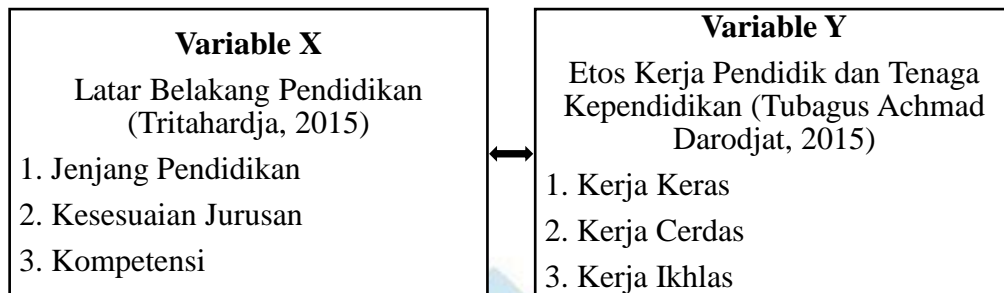 Variable X
Latar Belakang Pendidikan
(Tritahardja, 2015)
1. Jenjang Pendidikan
2. Kesesuaian Jurusan
3. Kompetensi
Variable Y
Etos Kerja Pendidik dan Tenaga
Kependidikan (Tubagus Achmad
Darodjat, 2015)
1. Kerja Keras
2. Kerja Cerdas
3. Kerja Ikhlas